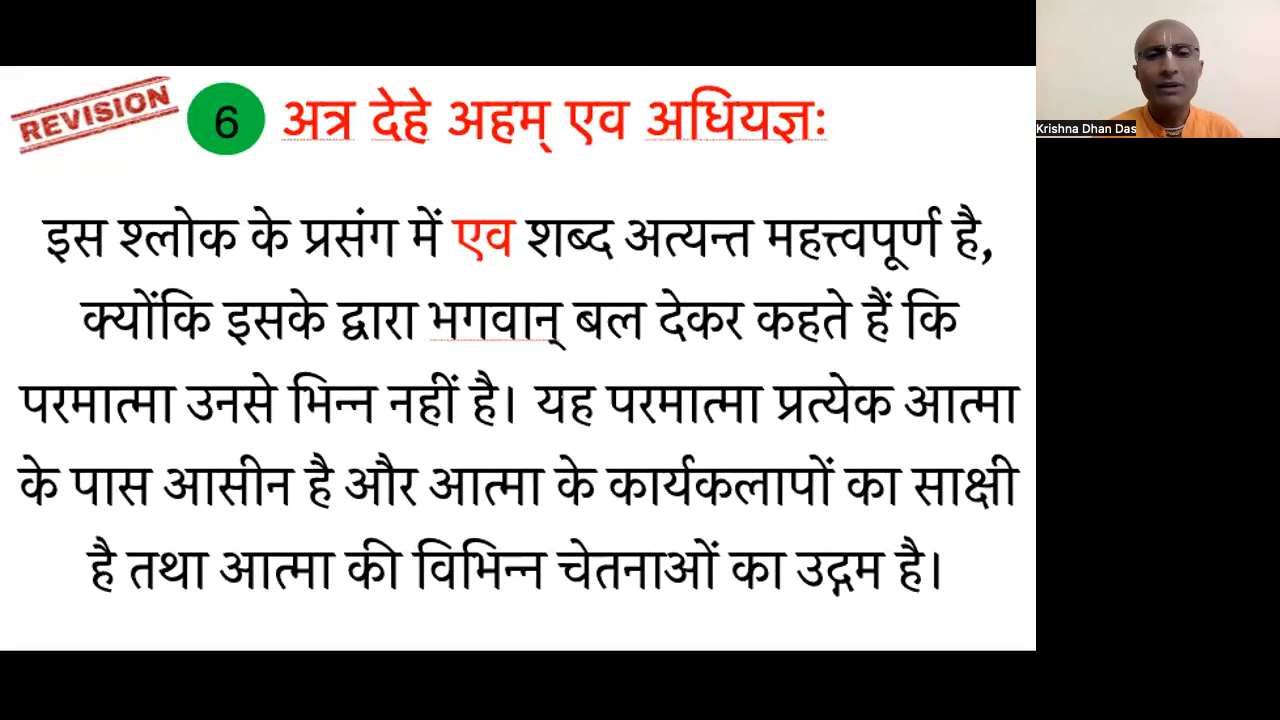 REVISION
6 अत्र देहे अहम् एव अधियज्ञः
इस श्लोक के प्रसंग में एव शब्द अत्यन्त महत्त्वपूर्ण है,
क्योंकि इसके द्वारा भगवान् बल देकर कहते हैं कि
परमात्मा उनसे भिन्न नहीं है। यह परमात्मा प्रत्येक आत्मा
के पास आसीन है और आत्मा के कार्यकलापों का साक्षी
है तथा आत्मा की विभिन्न चेतनाओं का उद्गम है।
Krishna Dhan Das